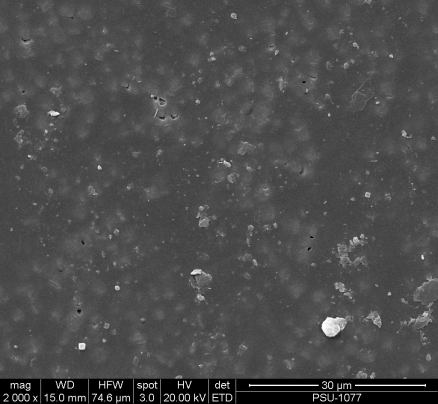 mag WD HFW spot HV det 30 µm
2 000 x 15.0 mm 74.6 µm 3.0 20.00 kV ETD PSU-1077